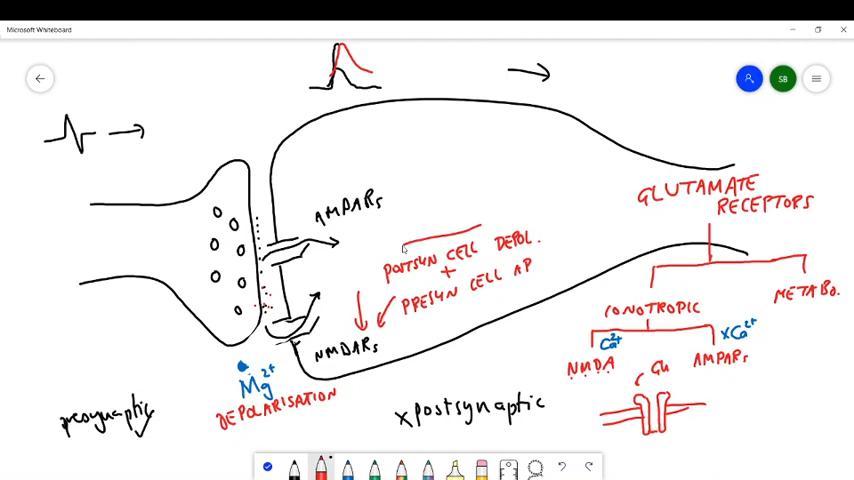 Microsoft Whiteboard
SB
GLUTAMATE
RECEPTORS
AMPARs
POSTSYN CELL DEPOL.
+
PRESYN CELL AP
METABO.
IONOTROPIC
Ca2+
xCa2+
NMDA
AMPARs
NMDARs
Glu
Mg2+
DEPOLARISATION
presynaptic
x postsynaptic